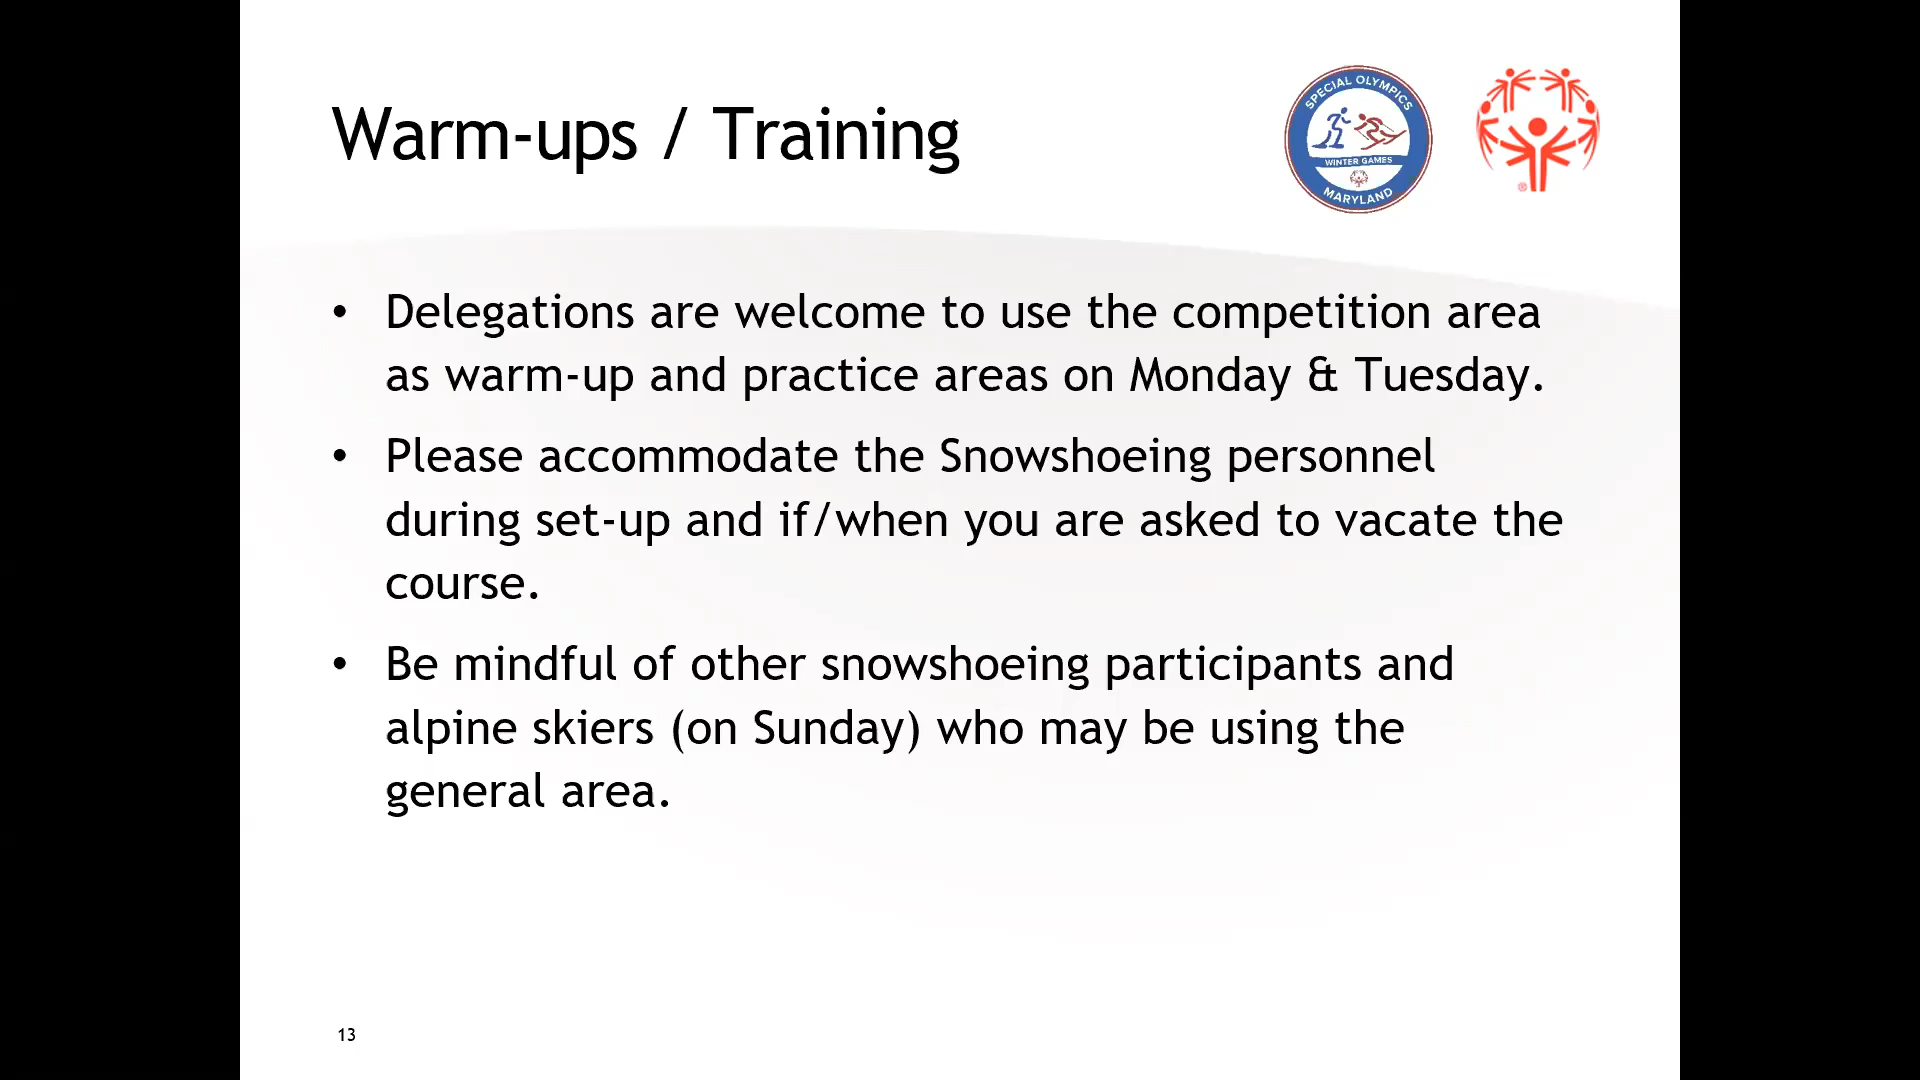 Warm-ups / Training
SPECIAL OLYMPICS
WINTER GAMES
MARYLAND
®
• Delegations are welcome to use the competition area
as warm-up and practice areas on Monday & Tuesday.
• Please accommodate the Snowshoeing personnel
during set-up and if/when you are asked to vacate the
course.
• Be mindful of other snowshoeing participants and
alpine skiers (on Sunday) who may be using the
general area.
13